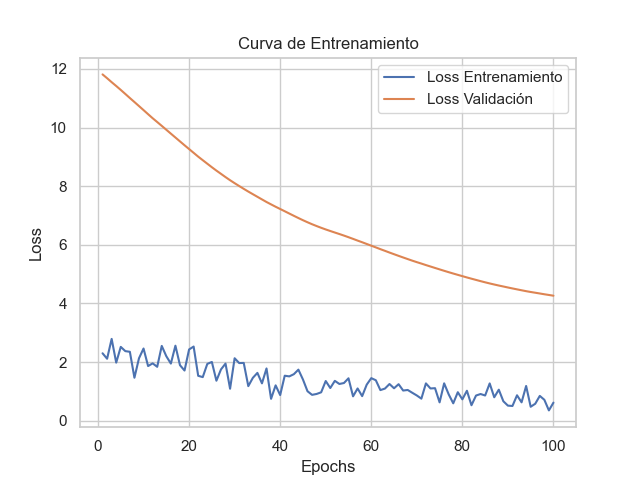 Curva de Entrenamiento
Loss Entrenamiento
Loss Validación
12
10
8
6
4
2
0
Loss
0 20 40 60 80 100
Epochs